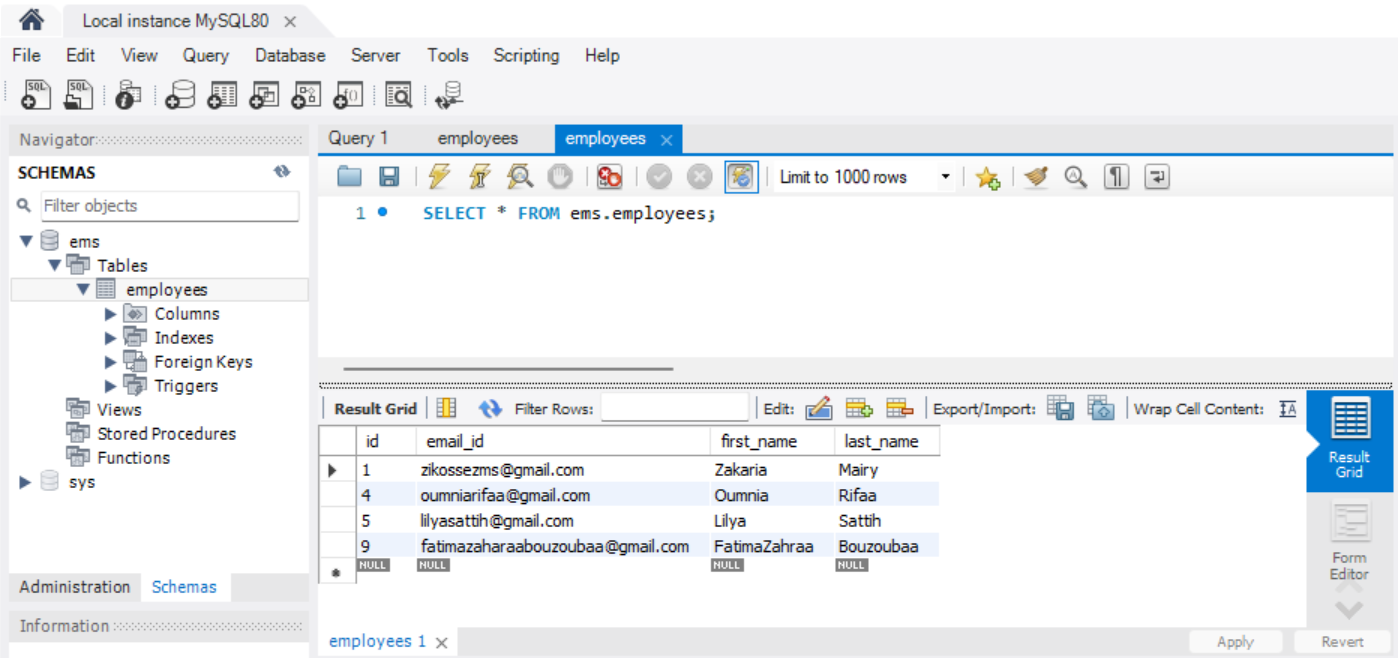 Local instance MySQL80 ×
File Edit View Query Database Server Tools Scripting Help
Navigator
SCHEMAS
Filter objects
ems
Tables
employees
Columns
Indexes
Foreign Keys
Triggers
Views
Stored Procedures
Functions
sys
Administration Schemas
Information
Query 1 employees employees ×
Limit to 1000 rows
1 SELECT * FROM ems.employees;
Result Grid Filter Rows: Edit: Export/Import: Wrap Cell Content: IA
id email_id first_name last_name
1 zikossezms@gmail.com Zakaria Mairy
4 oumniarifaa@gmail.com Oumnia Rifaa
5 lilyasattih@gmail.com Lilya Sattih
9 fatimazaharaabouzoubaa@gmail.com FatimaZahraa Bouzoubaa
NULL NULL NULL NULL
Result
Grid
Form
Editor
employees 1 × Apply Revert